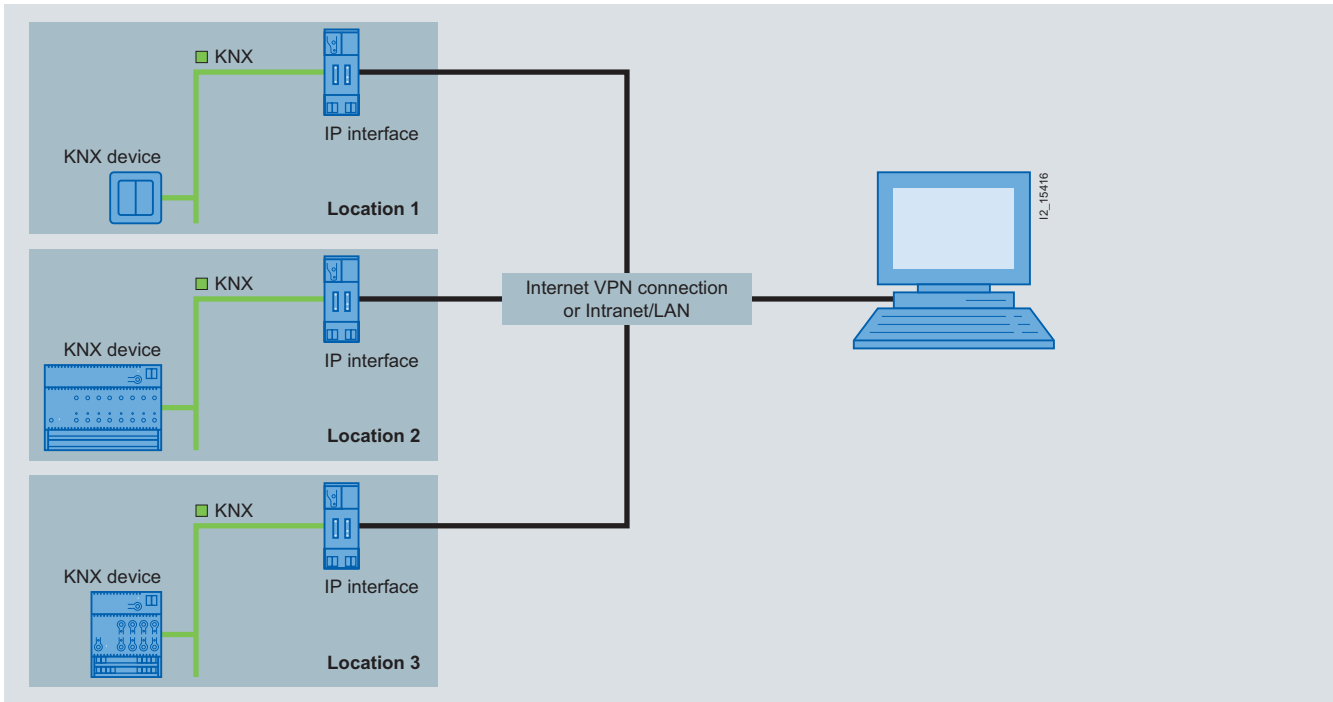 KNX
IP interface
KNX device
Location 1
KNX
IP interface
KNX device
Location 2
KNX
IP interface
KNX device
Location 3
Internet VPN connection
or Intranet/LAN
I2_15416